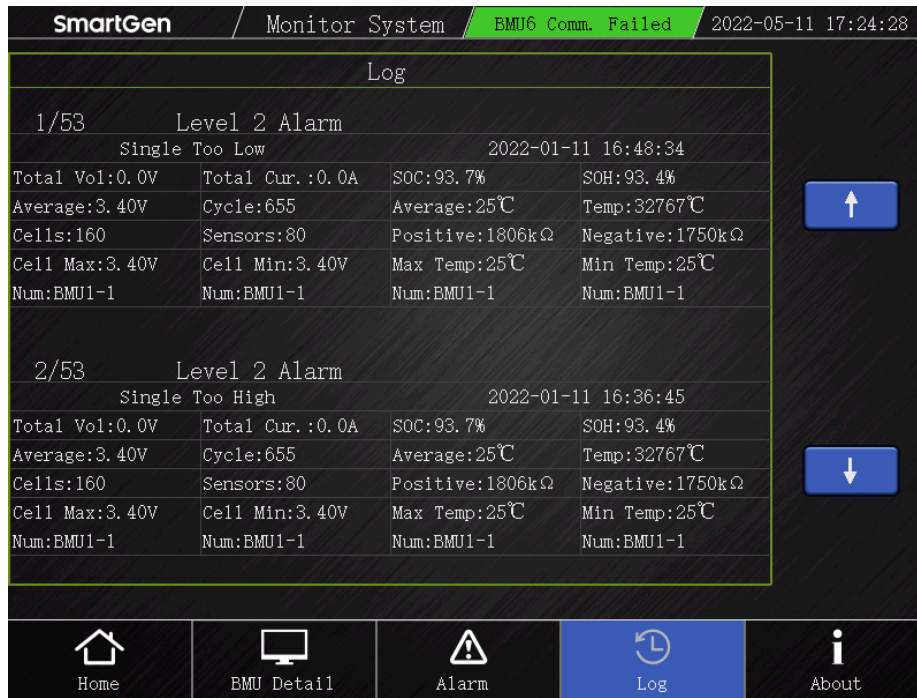 SmartGen Monitor System BMU6 Comm. Failed 2022-05-11 17:24:28
Log
1/53 Level 2 Alarm
Single Too Low 2022-01-11 16:48:34
Total Vol:0.0V Total Cur.:0.0A SOC:93.7% SOH:93.4%
Average:3.40V Cycle:655 Average:25℃ Temp:32767℃
Cells:160 Sensors:80 Positive:1806kΩ Negative:1750kΩ
Cell Max:3.40V Cell Min:3.40V Max Temp:25℃ Min Temp:25℃
Num:BMU1-1 Num:BMU1-1 Num:BMU1-1 Num:BMU1-1
2/53 Level 2 Alarm
Single Too High 2022-01-11 16:36:45
Total Vol:0.0V Total Cur.:0.0A SOC:93.7% SOH:93.4%
Average:3.40V Cycle:655 Average:25℃ Temp:32767℃
Cells:160 Sensors:80 Positive:1806kΩ Negative:1750kΩ
Cell Max:3.40V Cell Min:3.40V Max Temp:25℃ Min Temp:25℃
Num:BMU1-1 Num:BMU1-1 Num:BMU1-1 Num:BMU1-1
Home BMU Detail Alarm Log About